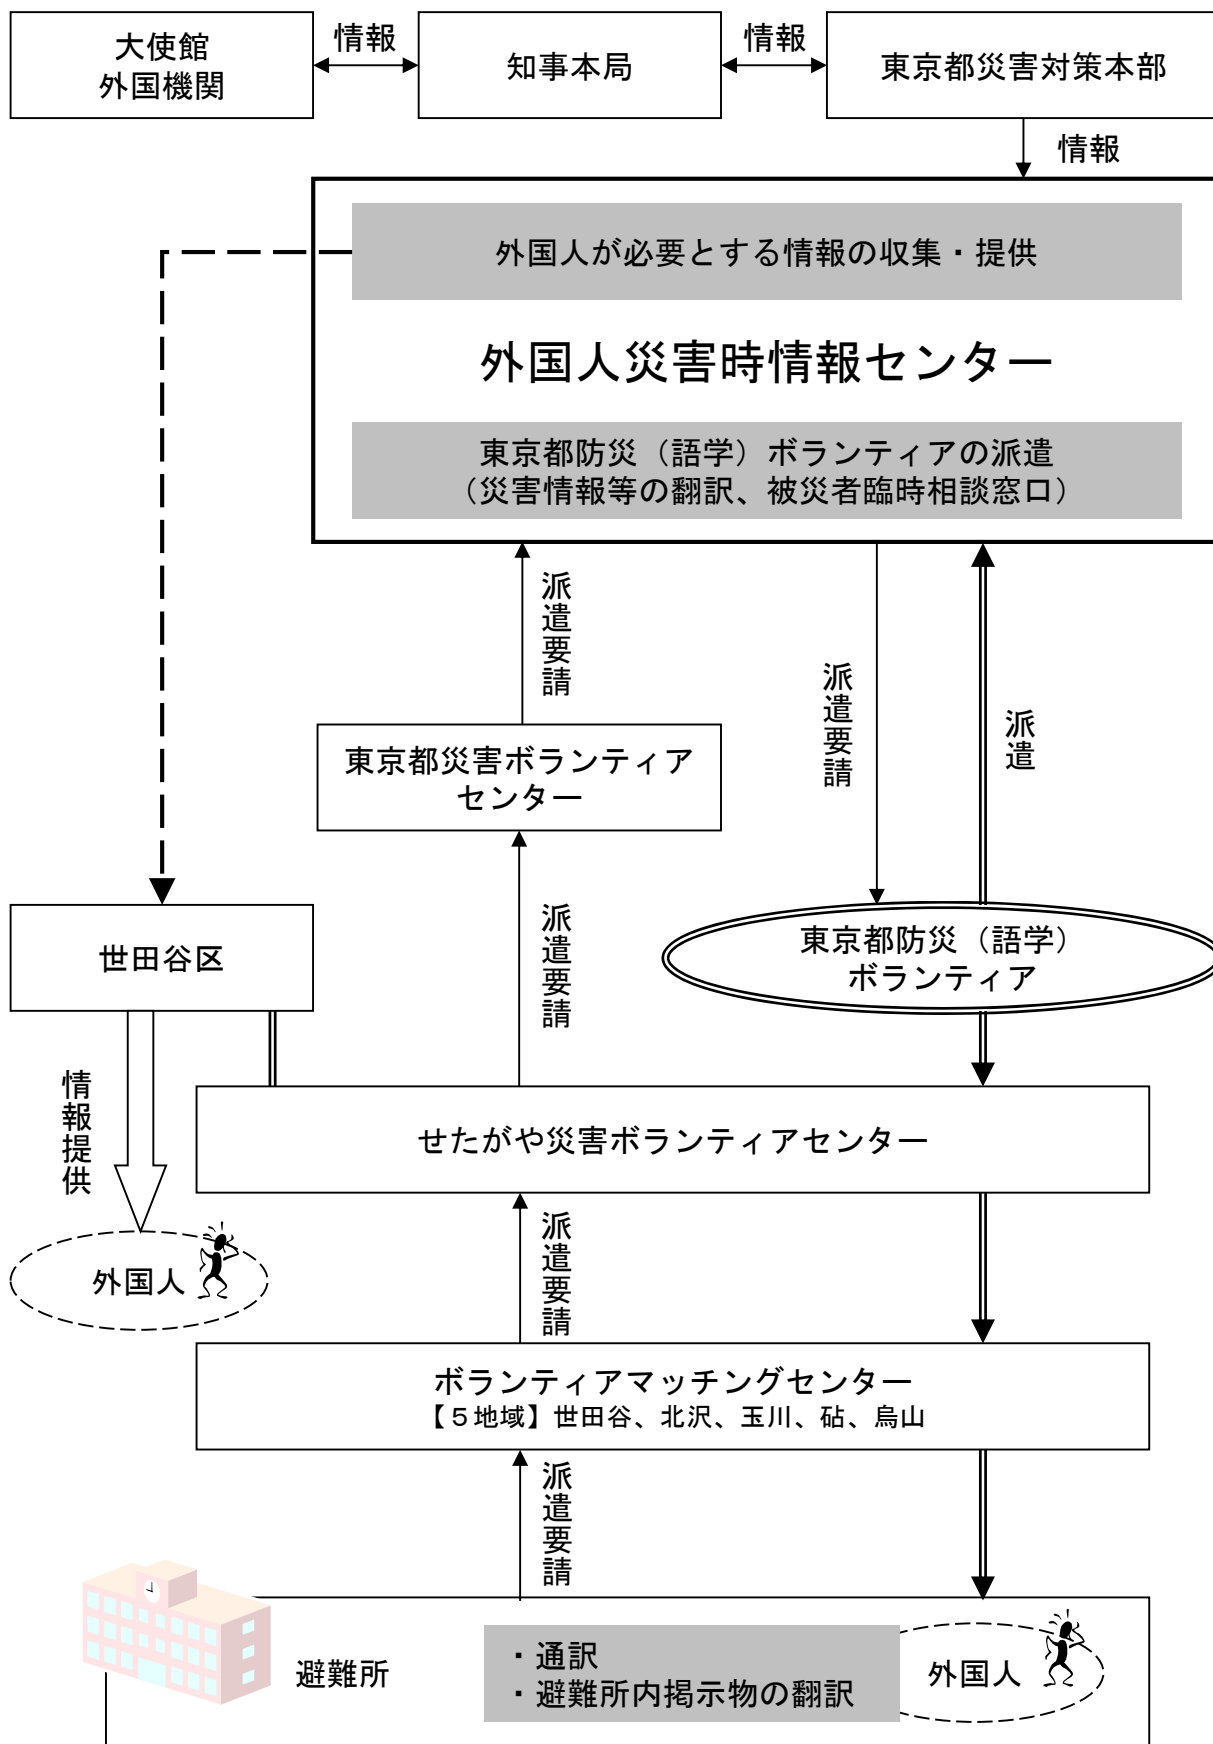 大使館
外国機関
情報
知事本局
情報
東京都災害対策本部
情報
外国人が必要とする情報の収集・提供
外国人災害時情報センター
東京都防災（語学）ボランティアの派遣
（災害情報等の翻訳、被災者臨時相談窓口）
派遣要請
派遣要請
派遣
東京都災害ボランティア
センター
派遣要請
世田谷区
東京都防災（語学）
ボランティア
情報提供
せたがや災害ボランティアセンター
外国人
派遣要請
ボランティアマッチングセンター
【５地域】世田谷、北沢、玉川、砧、烏山
派遣要請
避難所
・通訳
・避難所内掲示物の翻訳
外国人